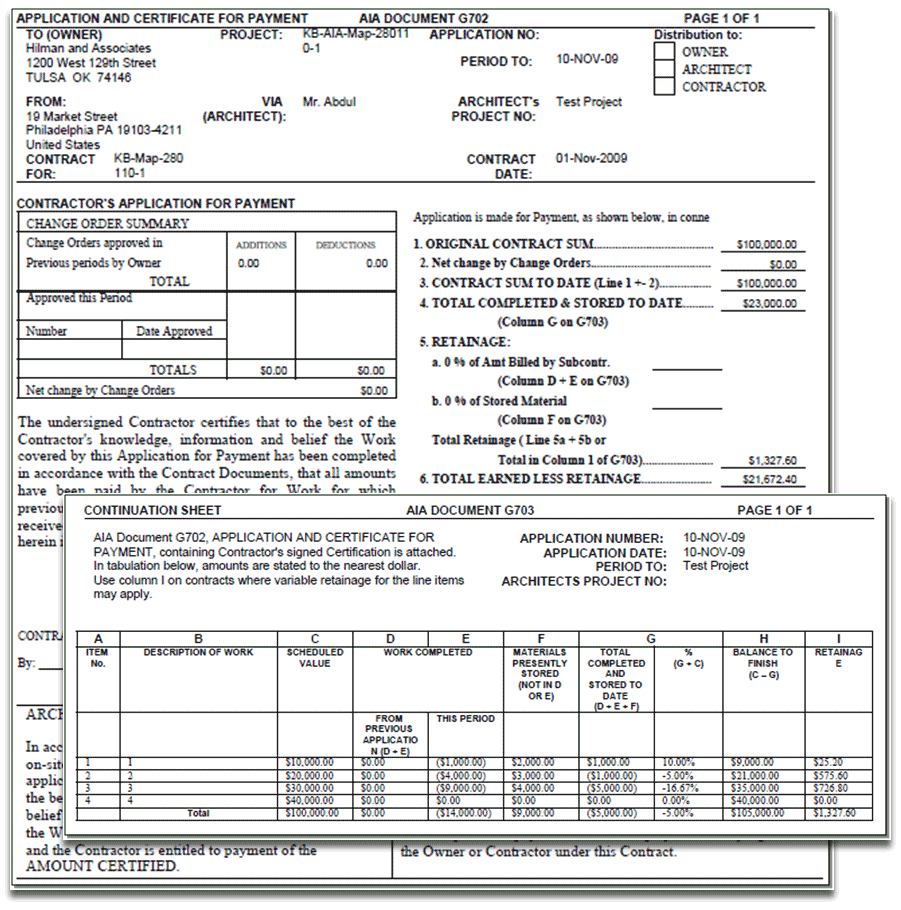 APPLICATION AND CERTIFICATE FOR PAYMENT AIA DOCUMENT G702 PAGE 1 OF 1
TO (OWNER) PROJECT: KB-AIA-Map-28011 APPLICATION NO: Distribution to:
Hilman and Associates 0-1 OWNER
1200 West 129th Street PERIOD TO: 10-NOV-09 ARCHITECT
TULSA OK 74146 CONTRACTOR
FROM: VIA Mr. Abdul ARCHITECT's Test Project
19 Market Street (ARCHITECT): PROJECT NO:
Philadelphia PA 19103-4211
United States
CONTRACT KB-Map-280 CONTRACT 01-Nov-2009
FOR: 110-1 DATE:
CONTRACTOR'S APPLICATION FOR PAYMENT
CHANGE ORDER SUMMARY
Change Orders approved in ADDITIONS DEDUCTIONS
Previous periods by Owner 0.00 0.00
TOTAL
Approved this Period
Number Date Approved
TOTALS $0.00 $0.00
Net change by Change Orders $0.00
The undersigned Contractor certifies that to the best of the
Contractor's knowledge, information and belief the Work
covered by this Application for Payment has been completed
in accordance with the Contract Documents, that all amounts
have been paid by the Contractor for Work for which
previou
receive
herein i
Application is made for Payment, as shown below, in conne
1. ORIGINAL CONTRACT SUM.......... $100,000.00
2. Net change by Change Orders.......... $0.00
3. CONTRACT SUM TO DATE (Line 1 +- 2).......... $100,000.00
4. TOTAL COMPLETED & STORED TO DATE.......... $23,000.00
(Column G on G703)
5. RETAINAGE:
a. 0 % of Amt Billed by Subcontr.
(Column D + E on G703)
b. 0 % of Stored Material
(Column F on G703)
Total Retainage ( Line 5a + 5b or
Total in Column 1 of G703).......... $1,327.60
6. TOTAL EARNED LESS RETAINAGE.......... $21,672.40
CONTRA
By:
ARCH
In acc
on-sit
applic
the be
belief
the W
and the Contractor is entitled to payment of the
AMOUNT CERTIFIED.
the Owner or Contractor under this Contract.
CONTINUATION SHEET AIA DOCUMENT G703 PAGE 1 OF 1
AIA Document G702, APPLICATION AND CERTIFICATE FOR
PAYMENT, containing Contractor's signed Certification is attached.
In tabulation below, amounts are stated to the nearest dollar.
Use column I on contracts where variable retainage for the line items
may apply.
APPLICATION NUMBER: 10-NOV-09
APPLICATION DATE: 10-NOV-09
PERIOD TO: Test Project
ARCHITECTS PROJECT NO:
A B C D E F G H I
ITEM DESCRIPTION OF WORK SCHEDULED WORK COMPLETED MATERIALS TOTAL % BALANCE TO RETAINAG
No. VALUE PRESENTLY COMPLETED (G ÷ C) FINISH E
STORED AND (C – G)
(NOT IN D STORED TO
OR E) DATE
(D + E + F)
FROM THIS PERIOD
PREVIOUS
APPLICATIO
N (D + E)
1 1 $10,000.00 $0.00 ($1,000.00) $2,000.00 $1,000.00 10.00% $9,000.00 $25.20
2 2 $20,000.00 $0.00 ($4,000.00) $3,000.00 ($1,000.00) -5.00% $21,000.00 $575.60
3 3 $30,000.00 $0.00 ($9,000.00) $4,000.00 ($5,000.00) -16.67% $35,000.00 $726.80
4 4 $40,000.00 $0.00 $0.00 $0.00 $0.00 0.00% $40,000.00 $0.00
Total $100,000.00 $0.00 ($14,000.00) $9,000.00 ($5,000.00) -5.00% $105,000.00 $1,327.60